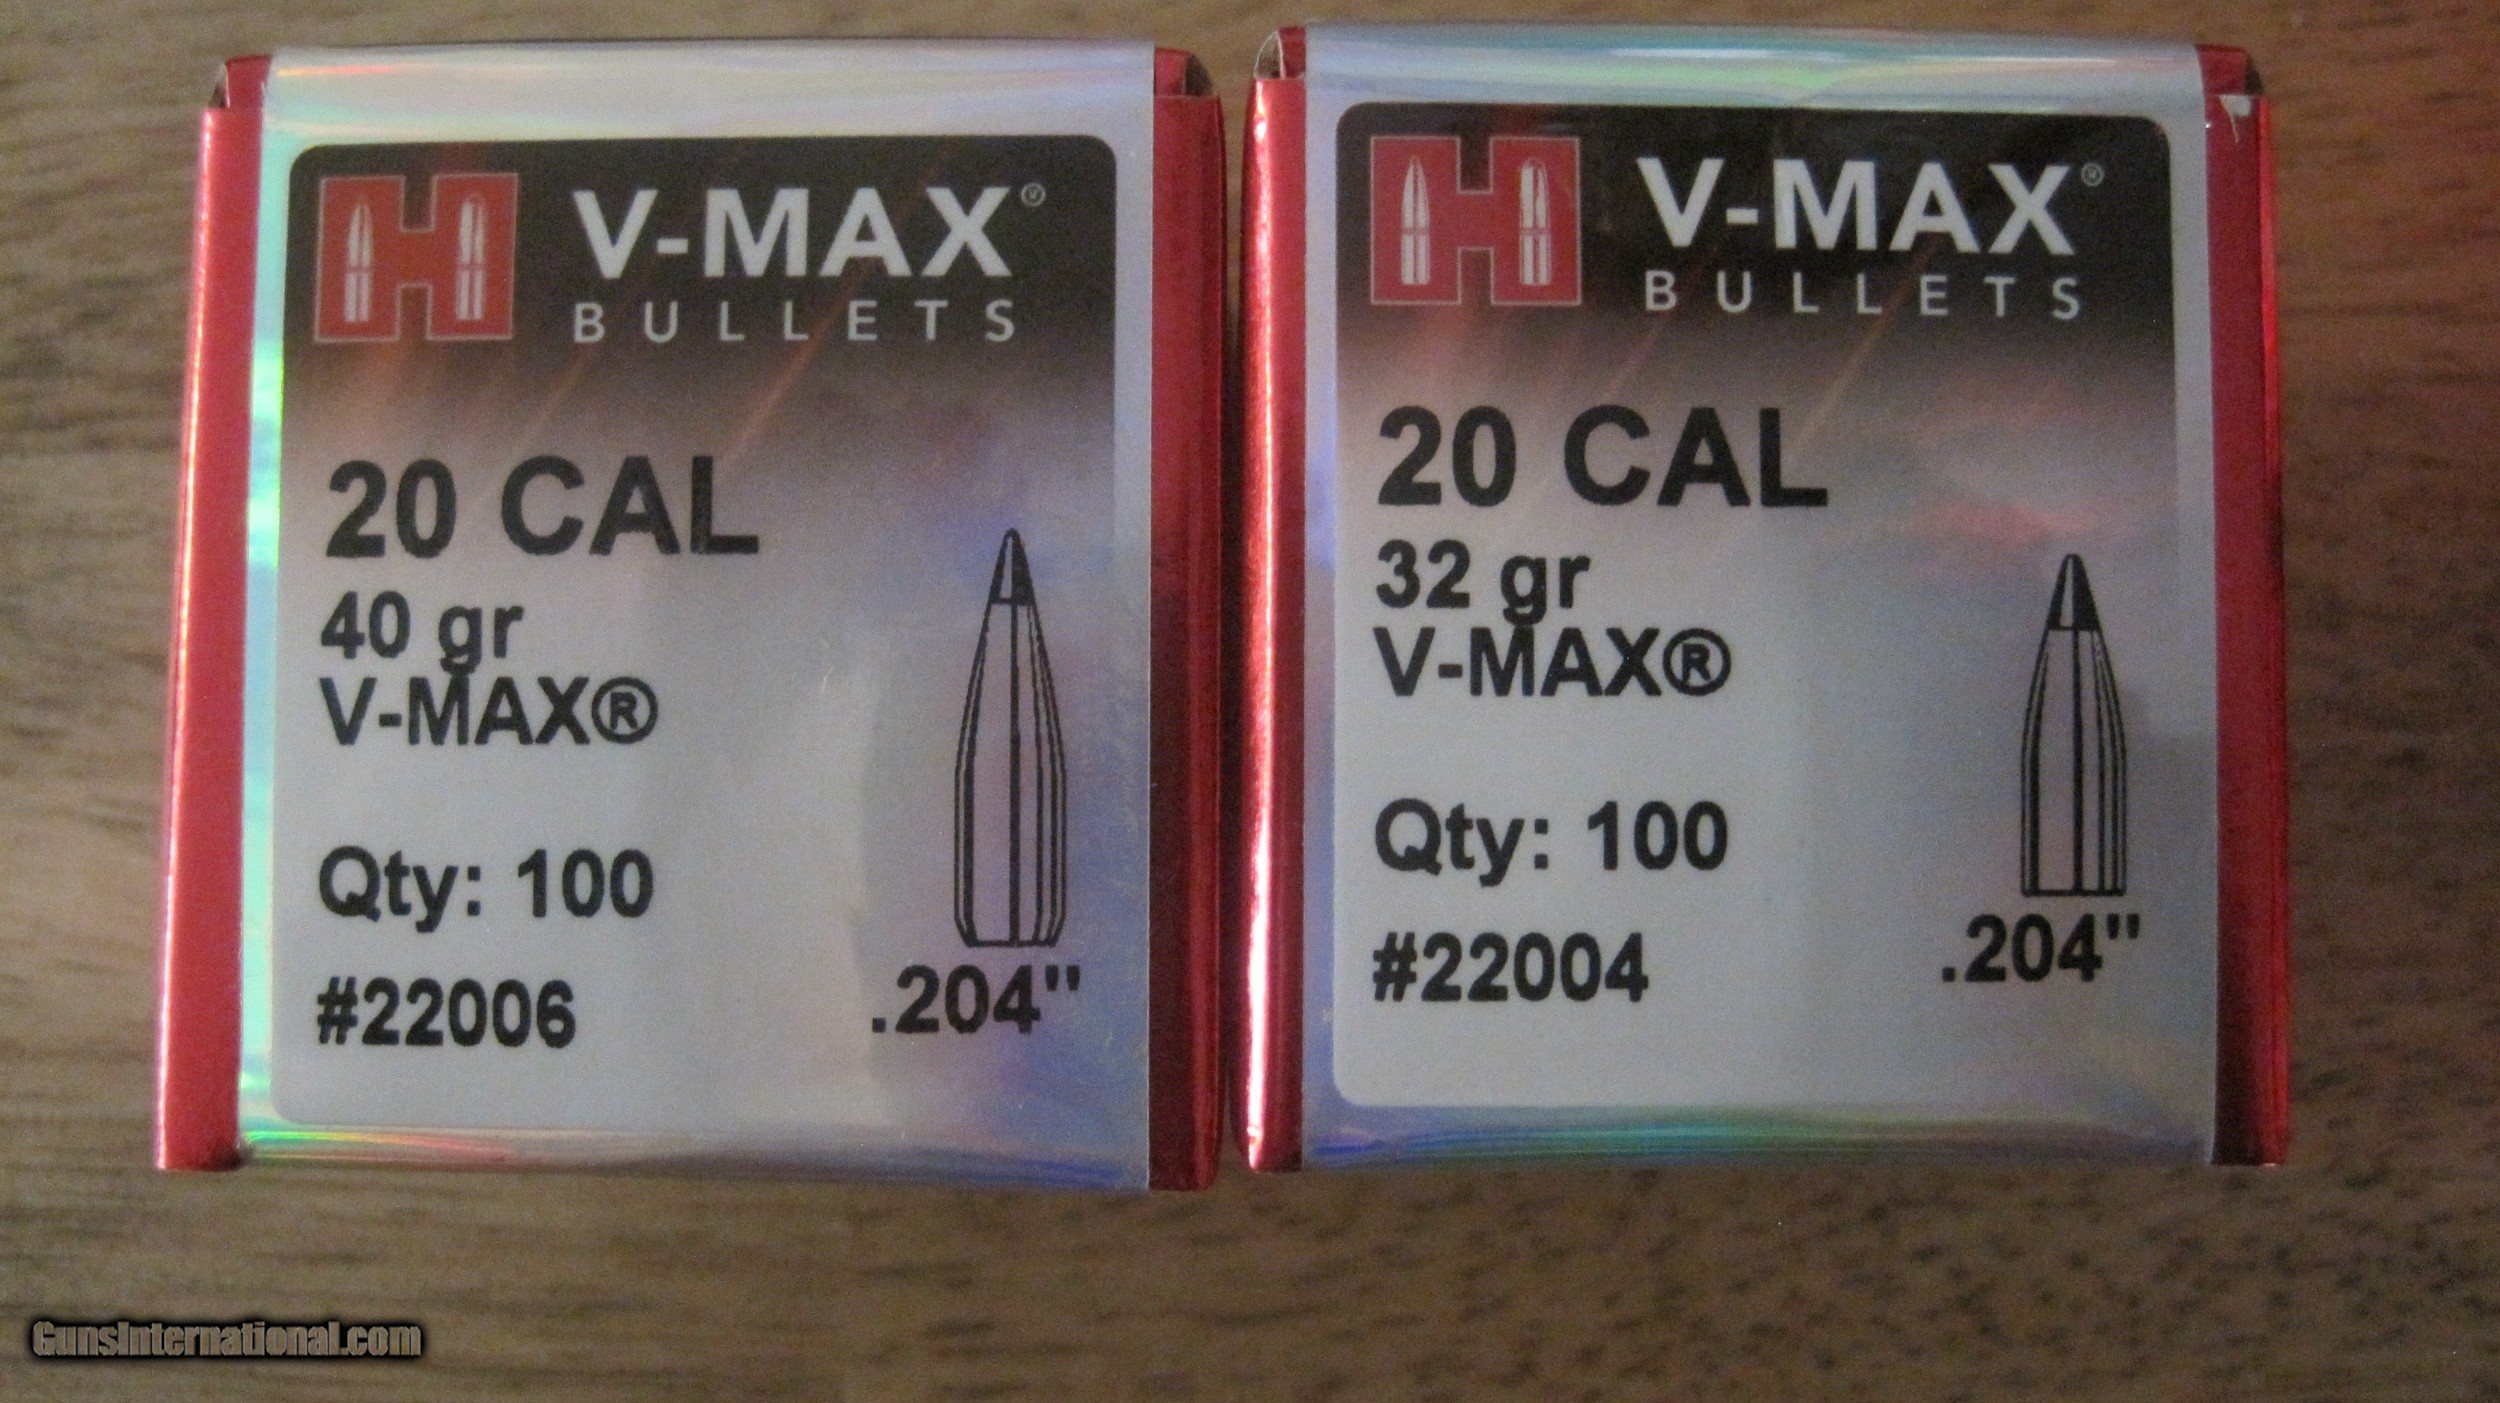 V-MAX®
BULLETS
20 CAL
40 gr
V-MAX®
Qty: 100
#22006
.204"
V-MAX®
BULLETS
20 CAL
32 gr
V-MAX®
Qty: 100
#22004
.204"
GunsInternational.com